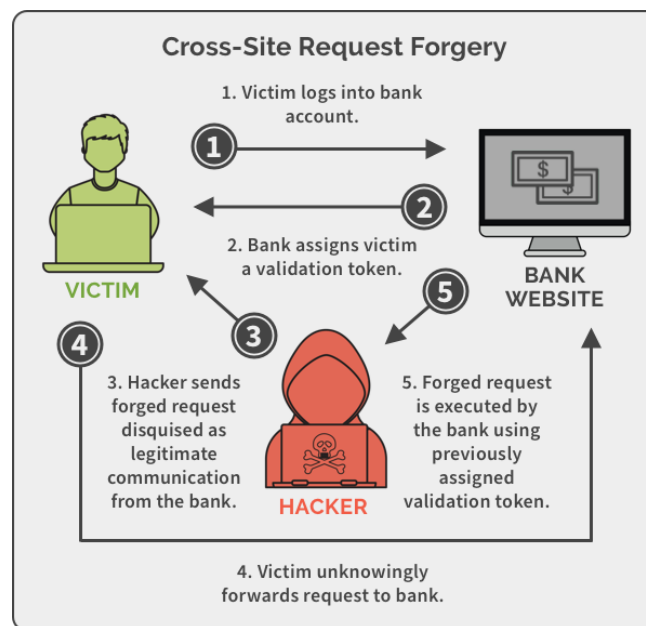 Cross-Site Request Forgery
1. Victim logs into bank
account.
1
2
2. Bank assigns victim
a validation token.
$
$
VICTIM
BANK
WEBSITE
5
3
4
3. Hacker sends
forged request
disquised as
legitimate
communication
from the bank.
HACKER
5. Forged request
is executed by
the bank using
previously
assigned
validation token.
4. Victim unknowingly
forwards request to bank.